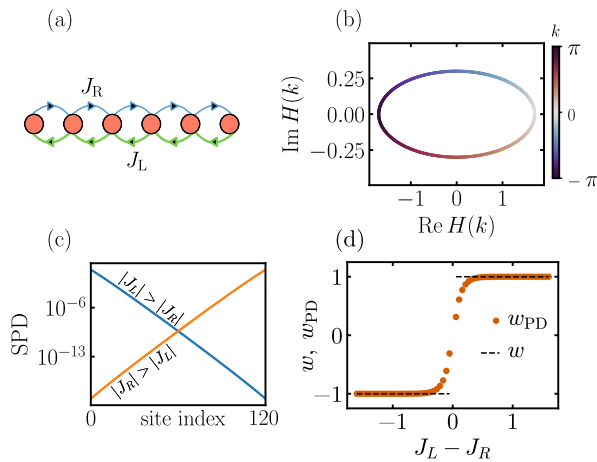 (a)
J_R
J_L
(b)
k
π
0
− π
0.25
0.00
−0.25
Im H(k)
−1 0 1
Re H(k)
(c)
|J_L| > |J_R|
|J_R| > |J_L|
10^−6
10^−13
SPD
0 120
site index
(d)
1
0
−1
w, w_PD
w_PD
w
−1 0 1
J_L − J_R